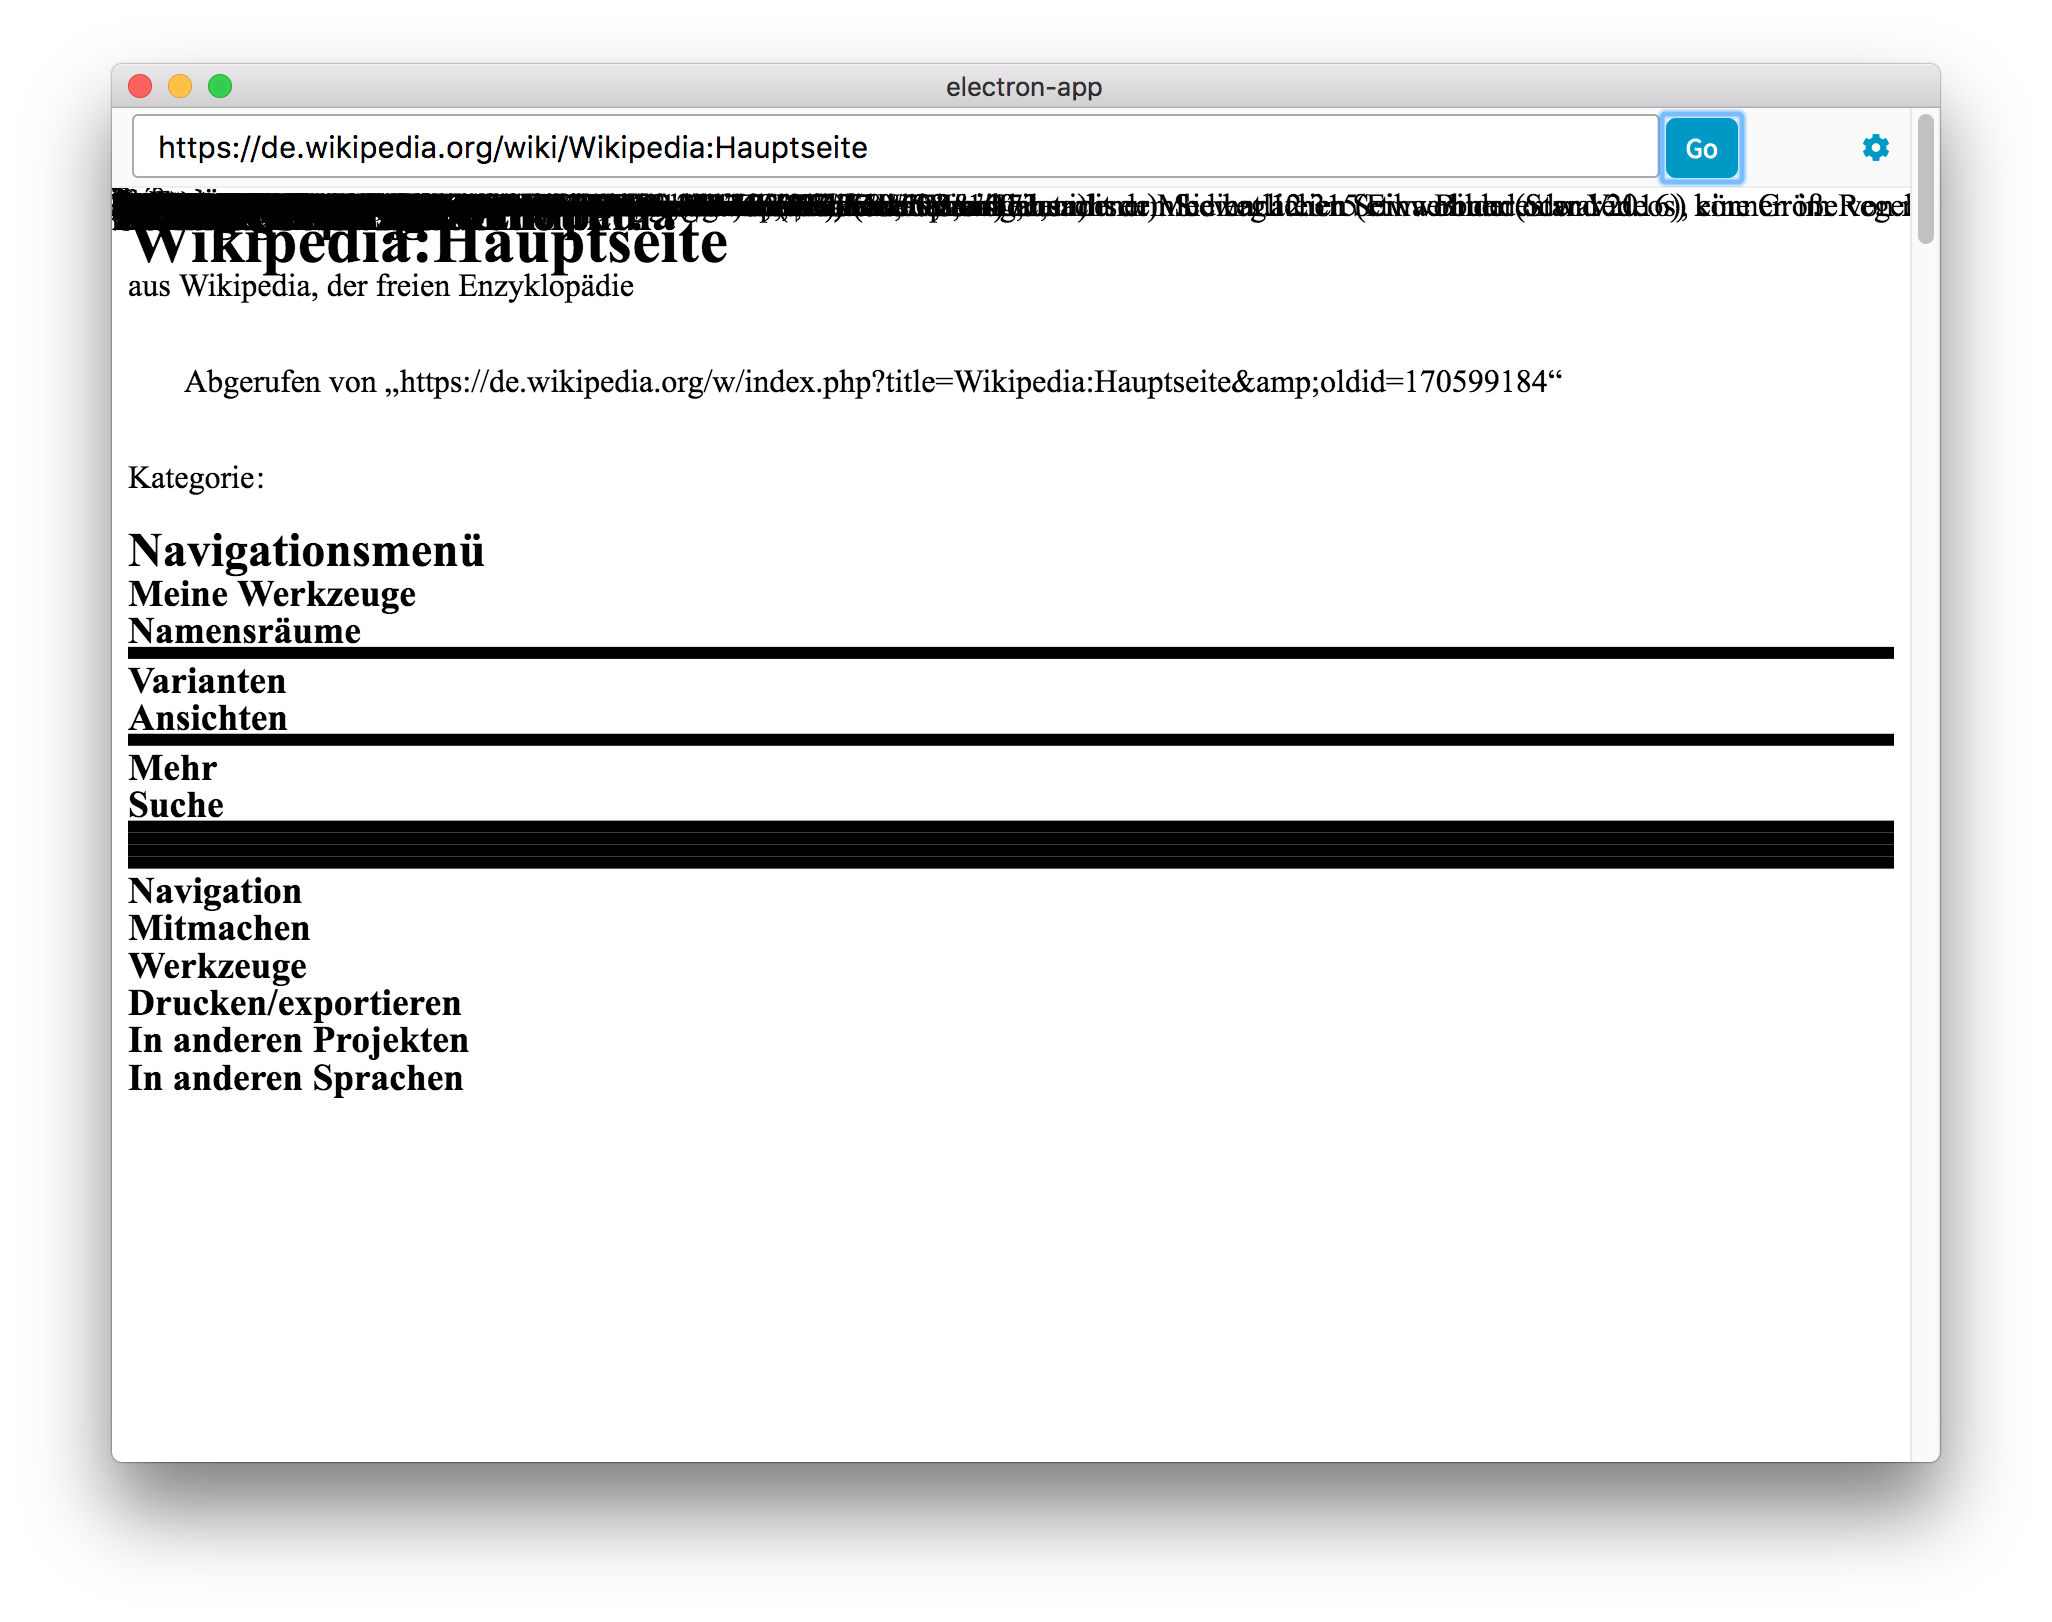 electron-app
https://de.wikipedia.org/wiki/Wikipedia:Hauptseite
Go
Wikipedia:Hauptseite
aus Wikipedia, der freien Enzyklopädie
Abgerufen von „https://de.wikipedia.org/w/index.php?title=Wikipedia:Hauptseite&amp;oldid=170599184“
Kategorie:
Navigationsmenü
Meine Werkzeuge
Namensräume
Varianten
Ansichten
Mehr
Suche
Navigation
Mitmachen
Werkzeuge
Drucken/exportieren
In anderen Projekten
In anderen Sprachen